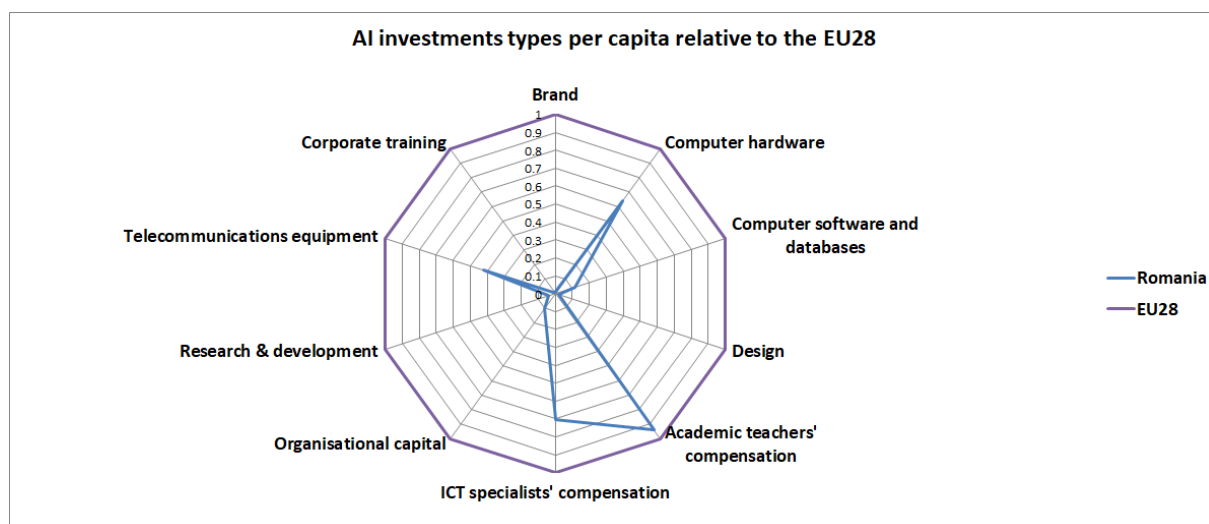 AI investments types per capita relative to the EU28
Brand
Corporate training
Computer hardware
1
0.9
0.8
0.7
0.6
0.5
0.4
0.3
0.2
0.1
0
Telecommunications equipment
Computer software and
databases
Romania
EU28
Research & development
Design
Organisational capital
Academic teachers'
compensation
ICT specialists' compensation